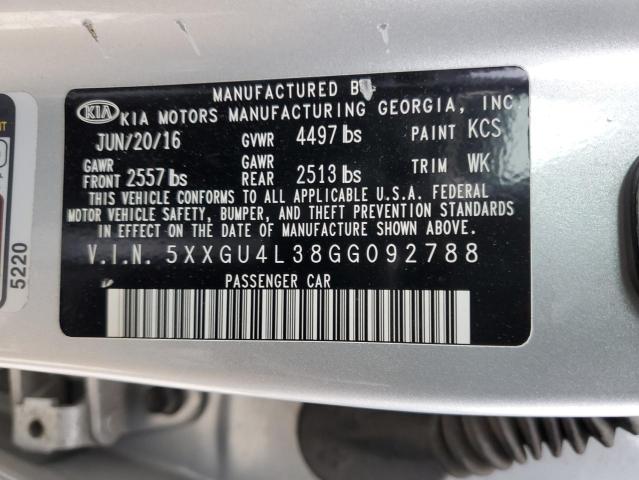 MANUFACTURED BY
KIA KIA MOTORS MANUFACTURING GEORGIA, INC
JUN/20/16 GVWR 4497 lbs PAINT KCS
GAWR FRONT 2557 lbs GAWR REAR 2513 lbs TRIM WK
THIS VEHICLE CONFORMS TO ALL APPLICABLE U.S.A. FEDERAL
MOTOR VEHICLE SAFETY, BUMPER, AND THEFT PREVENTION STANDARDS
IN EFFECT ON THE DATE OF MANUFACTURE SHOWN ABOVE.
V.I.N. 5XXGU4L38GG092788
PASSENGER CAR
5220